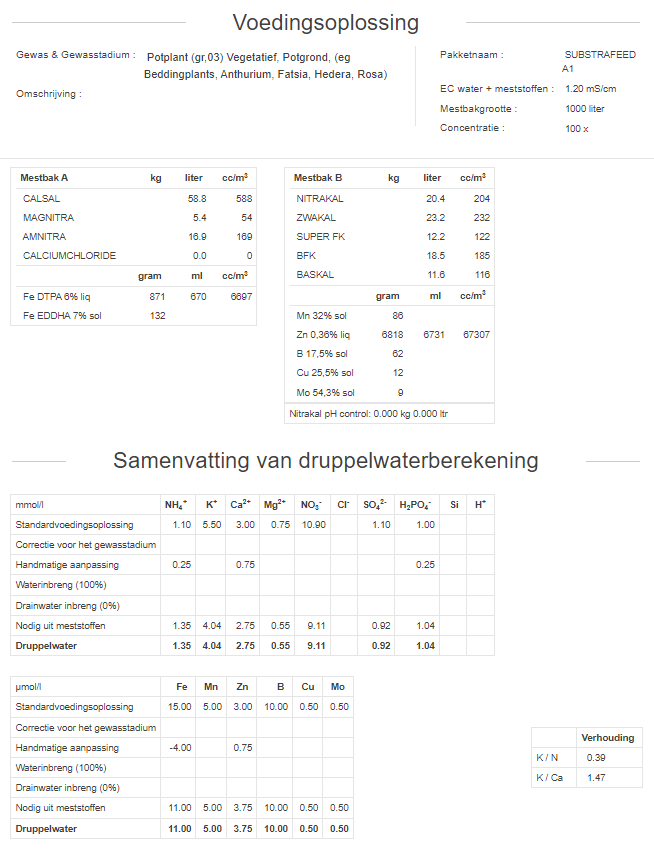 Voedingsoplossing
Gewas & Gewasstadium : Potplant (gr,03) Vegetatief, Potgrond, (eg
Beddingplants, Anthurium, Fatsia, Hedera, Rosa)
Omschrijving :
Pakketnaam : SUBSTRAFEED
A1
EC water + meststoffen : 1.20 mS/cm
Mestbakgrootte : 1000 liter
Concentratie : 100 x
Mestbak A kg liter cc/m³
CALSAL 58.8 588
MAGNITRA 5.4 54
AMNITRA 16.9 169
CALCIUMCHLORIDE 0.0 0
gram ml cc/m³
Fe DTPA 6% liq 871 670 6697
Fe EDDHA 7% sol 132
Mestbak B kg liter cc/m³
NITRAKAL 20.4 204
ZWAKAL 23.2 232
SUPER FK 12.2 122
BFK 18.5 185
BASKAL 11.6 116
gram ml cc/m³
Mn 32% sol 86
Zn 0,36% liq 6818 6731 67307
B 17,5% sol 62
Cu 25,5% sol 12
Mo 54,3% sol 9
Nitrakal pH control: 0.000 kg 0.000 ltr
Samenvatting van druppelwaterberekening
mmol/l NH₄⁺ K⁺ Ca²⁺ Mg²⁺ NO₃⁻ Cl⁻ SO₄²⁻ H₂PO₄⁻ Si H⁺
Standardvoedingsoplossing 1.10 5.50 3.00 0.75 10.90 1.10 1.00
Correctie voor het gewasstadium
Handmatige aanpassing 0.25 0.75 0.25
Waterinbreng (100%)
Drainwater inbreng (0%)
Nodig uit meststoffen 1.35 4.04 2.75 0.55 9.11 0.92 1.04
Druppelwater 1.35 4.04 2.75 0.55 9.11 0.92 1.04
µmol/l Fe Mn Zn B Cu Mo
Standardvoedingsoplossing 15.00 5.00 3.00 10.00 0.50 0.50
Correctie voor het gewasstadium
Handmatige aanpassing -4.00 0.75
Waterinbreng (100%)
Drainwater inbreng (0%)
Nodig uit meststoffen 11.00 5.00 3.75 10.00 0.50 0.50
Druppelwater 11.00 5.00 3.75 10.00 0.50 0.50
Verhouding
K / N 0.39
K / Ca 1.47